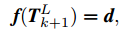 f(T^L_{k+1}) = d,